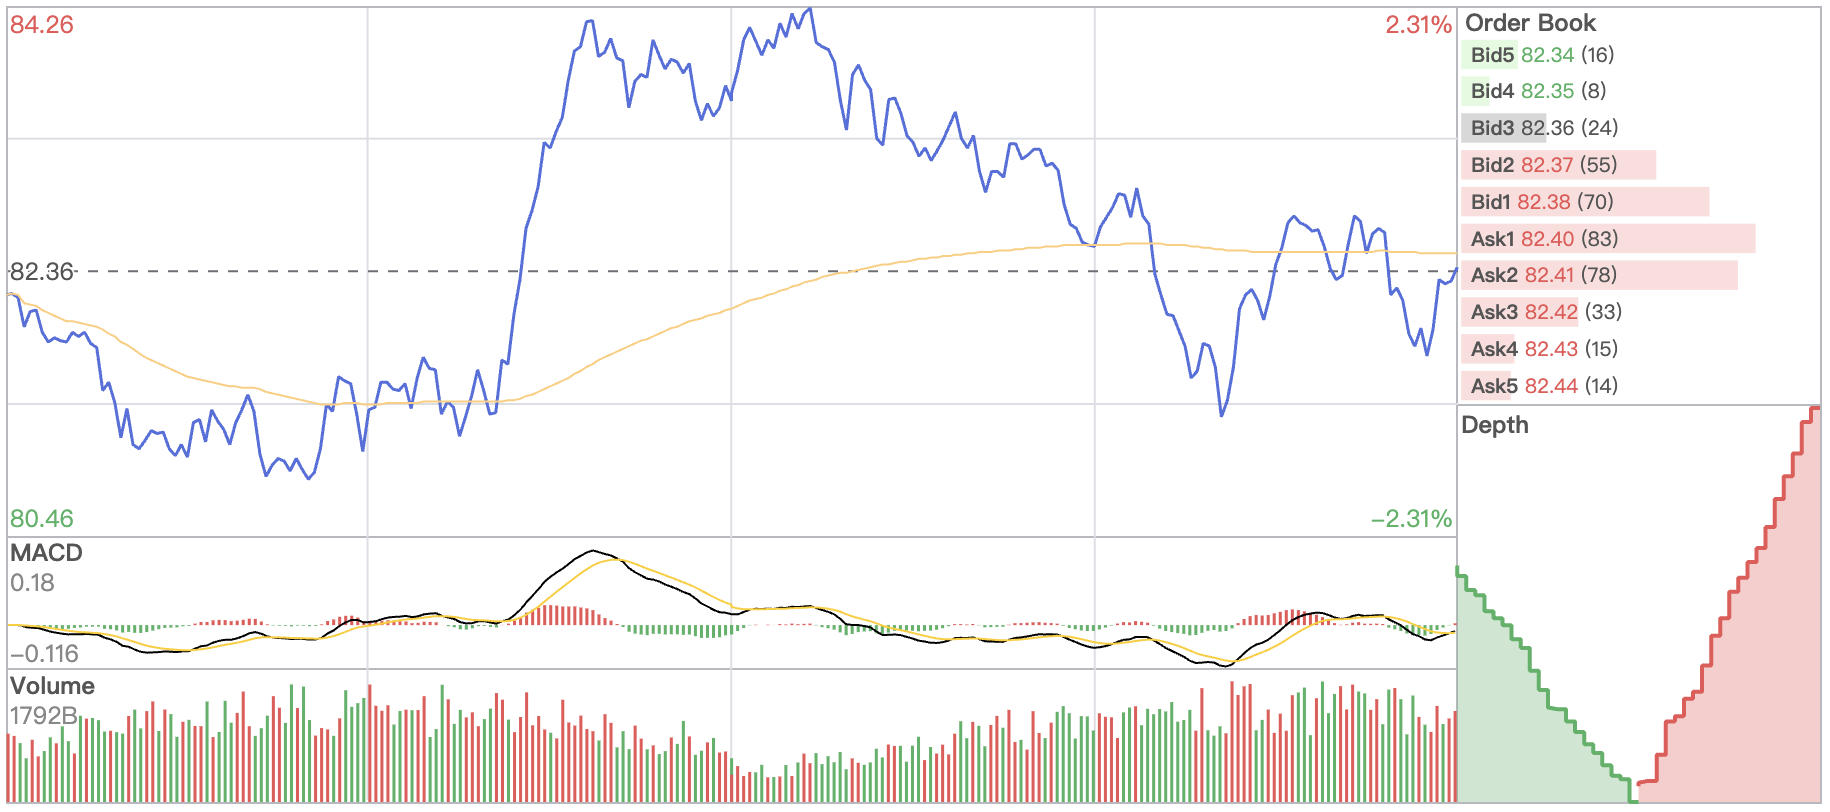 84.26
2.31%
82.36
80.46
−2.31%
MACD
0.18
−0.116
Volume
1792B
Order Book
Bid5 82.34 (16)
Bid4 82.35 (8)
Bid3 82.36 (24)
Bid2 82.37 (55)
Bid1 82.38 (70)
Ask1 82.40 (83)
Ask2 82.41 (78)
Ask3 82.42 (33)
Ask4 82.43 (15)
Ask5 82.44 (14)
Depth